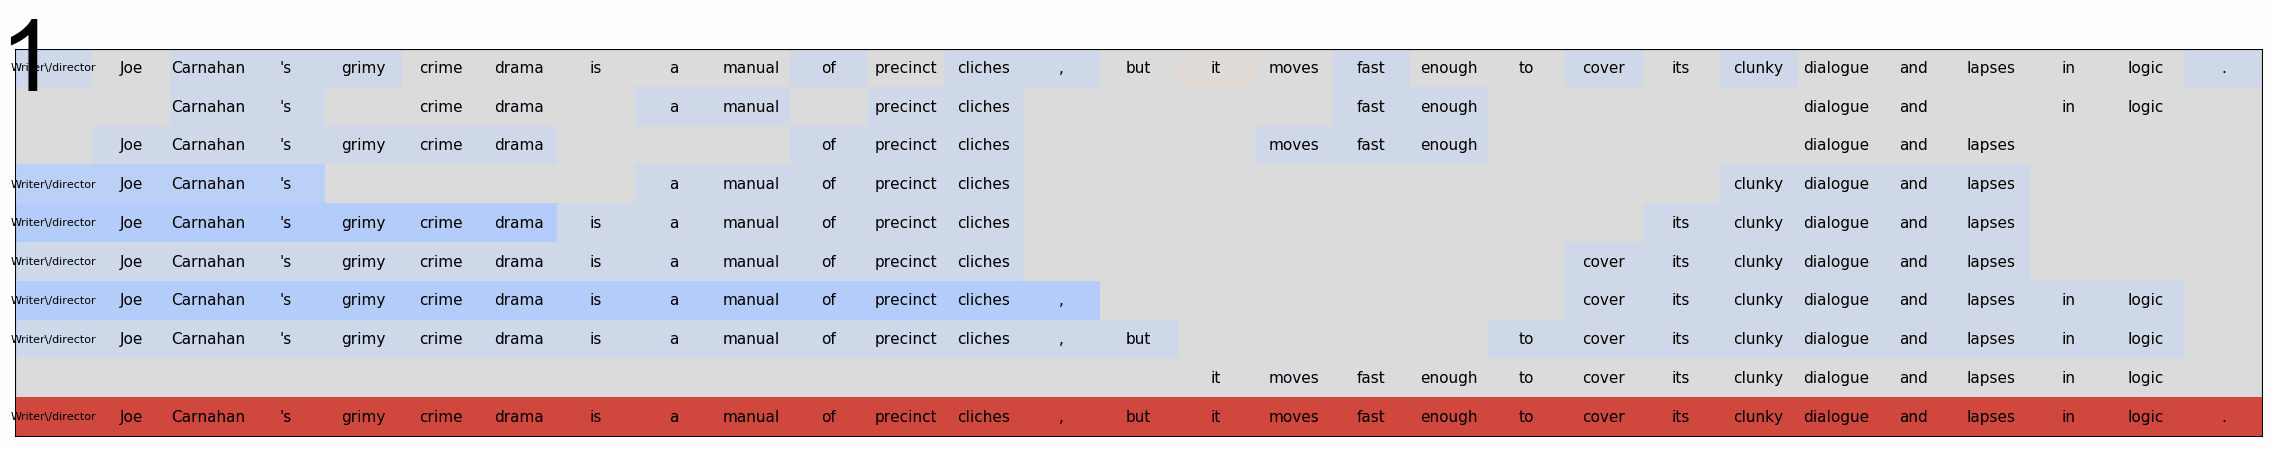 1
Writer\/director Joe Carnahan 's grimy crime drama is a manual of precinct cliches , but it moves fast enough to cover its clunky dialogue and lapses in logic .
Carnahan 's crime drama a manual precinct cliches fast enough dialogue and in logic
Joe Carnahan 's grimy crime drama of precinct cliches moves fast enough dialogue and lapses
Writer\/director Joe Carnahan 's a manual of precinct cliches clunky dialogue and lapses
Writer\/director Joe Carnahan 's grimy crime drama is a manual of precinct cliches its clunky dialogue and lapses
Writer\/director Joe Carnahan 's grimy crime drama is a manual of precinct cliches cover its clunky dialogue and lapses
Writer\/director Joe Carnahan 's grimy crime drama is a manual of precinct cliches , cover its clunky dialogue and lapses in logic
Writer\/director Joe Carnahan 's grimy crime drama is a manual of precinct cliches , but to cover its clunky dialogue and lapses in logic
it moves fast enough to cover its clunky dialogue and lapses in logic
Writer\/director Joe Carnahan 's grimy crime drama is a manual of precinct cliches , but it moves fast enough to cover its clunky dialogue and lapses in logic .